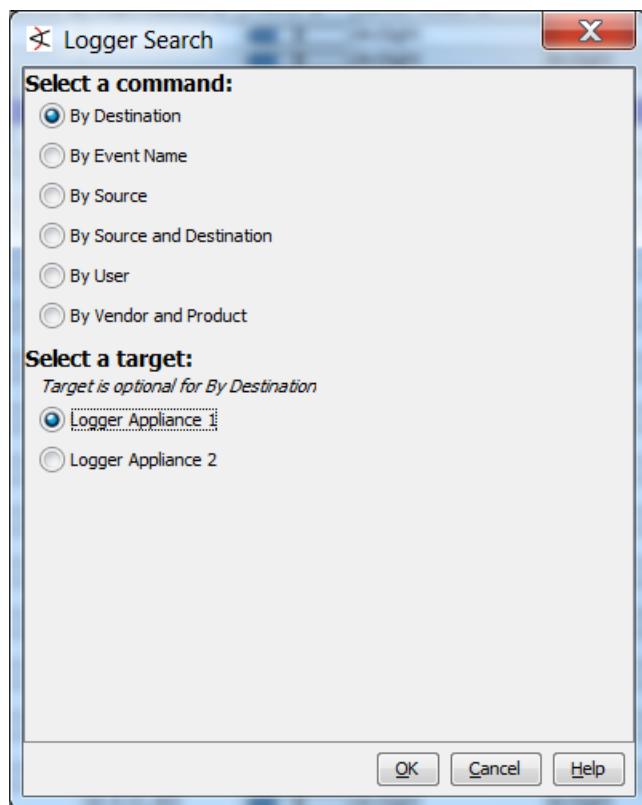 Logger Search
Select a command:
By Destination
By Event Name
By Source
By Source and Destination
By User
By Vendor and Product
Select a target:
Target is optional for By Destination
Logger Appliance 1
Logger Appliance 2
OK Cancel Help